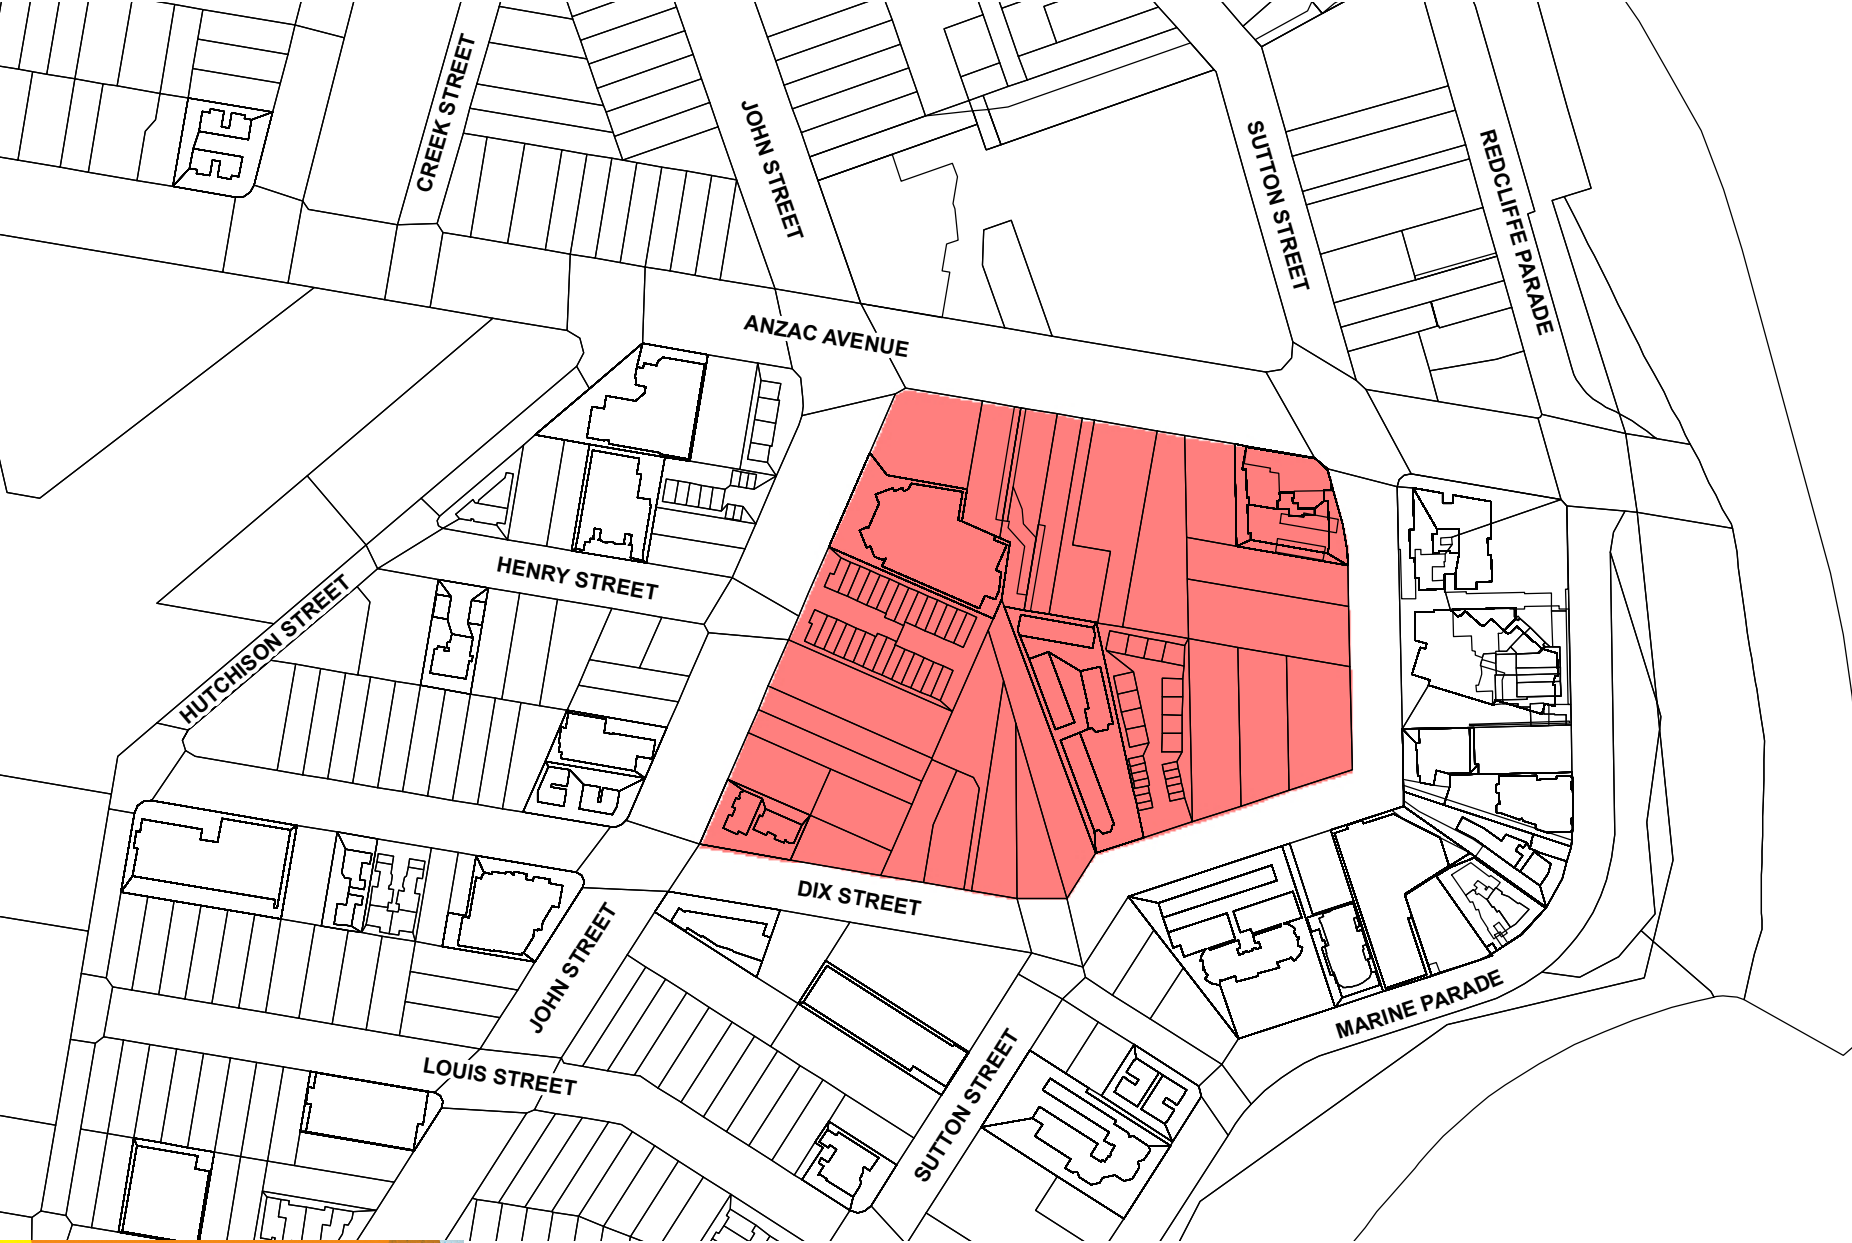 CREEK STREET
JOHN STREET
SUTTON STREET
REDCLIFFE PARADE
ANZAC AVENUE
HENRY STREET
HUTCHISON STREET
DIX STREET
JOHN STREET
MARINE PARADE
LOUIS STREET
SUTTON STREET